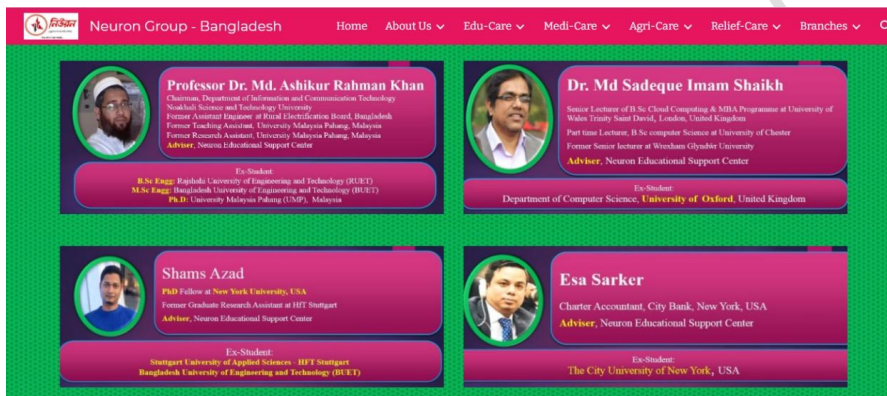 নিউরন
Neuron Group - Bangladesh
Home
About Us
Edu-Care
Medi-Care
Agri-Care
Relief-Care
Branches
Professor Dr. Md. Ashikur Rahman Khan
Chairman, Department of Information and Communication Technology
Noakhali Science and Technology University
Former Assistant Engineer at Rural Electrification Board, Bangladesh
Former Teaching Assistant, University Malaysia Pahang, Malaysia
Former Research Assistant, University Malaysia Pahang, Malaysia
Adviser, Neuron Educational Support Center
Ex-Student:
B.Sc Engg: Rajshahi University of Engineering and Technology (RUET)
M.Sc Engg: Bangladesh University of Engineering and Technology (BUET)
Ph.D: University Malaysia Pahang (UMP), Malaysia
Dr. Md Sadeque Imam Shaikh
Senior Lecturer of B.Sc Cloud Computing & MBA Programme at University of
Wales Trinity Saint David, London, United Kingdom
Part time Lecturer, B.Sc computer Science at University of Chester
Former Senior lecturer at Wrexham Glyndŵr University
Adviser, Neuron Educational Support Center
Ex-Student:
Department of Computer Science, University of Oxford, United Kingdom
Shams Azad
PhD Fellow at New York University, USA
Former Graduate Research Assistant at HfT Stuttgart
Adviser, Neuron Educational Support Center
Ex-Student:
Stuttgart University of Applied Sciences - HFT Stuttgart
Bangladesh University of Engineering and Technology (BUET)
Esa Sarker
Charter Accountant, City Bank, New York, USA
Adviser, Neuron Educational Support Center
Ex-Student:
The City University of New York, USA